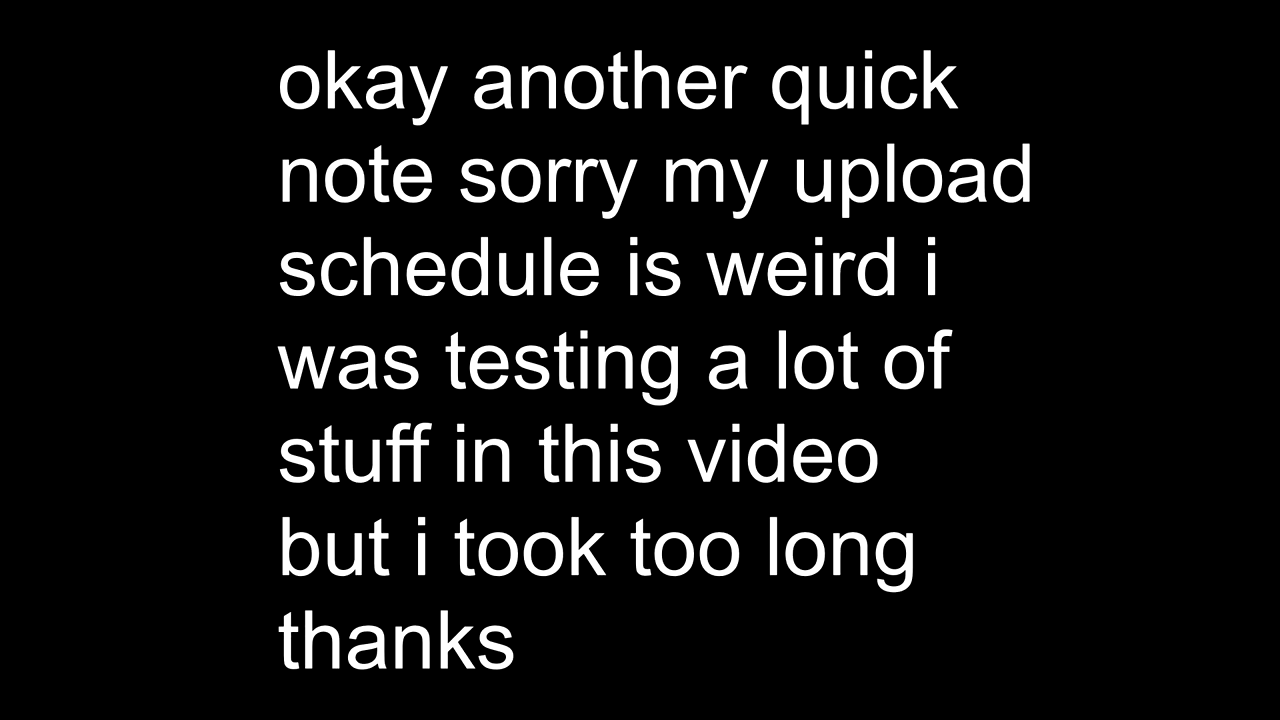 okay another quick
note sorry my upload
schedule is weird i
was testing a lot of
stuff in this video
but i took too long
thanks